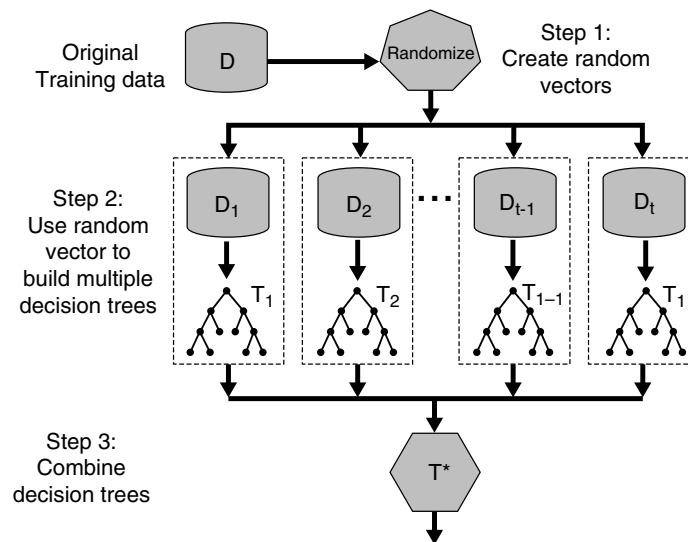 Original
Training data
D
Randomize
Step 1:
Create random
vectors
Step 2:
Use random
vector to
build multiple
decision trees
D1
D2
...
Dt-1
Dt
T1
T2
T1–1
T1
Step 3:
Combine
decision trees
T*